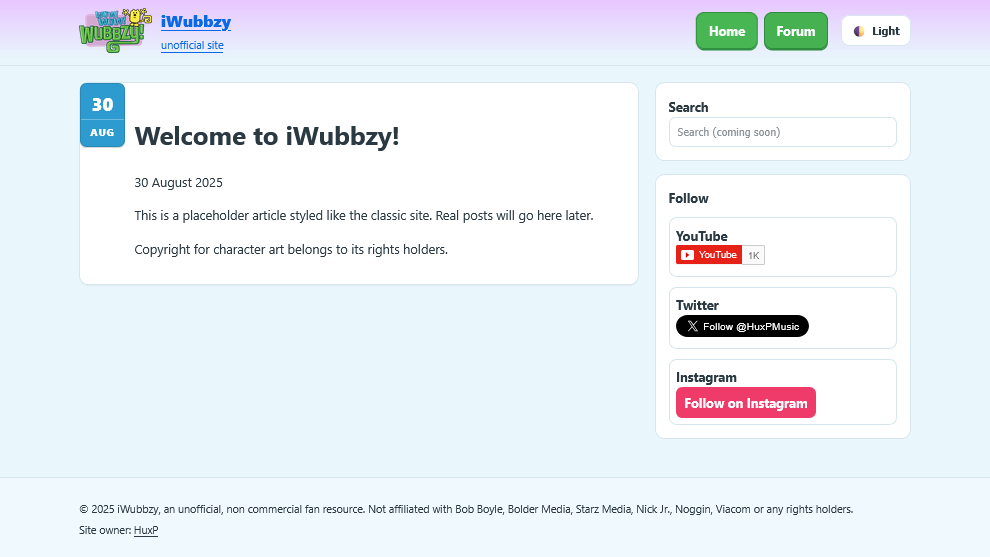 WOW! WOW! WUBBZY!
iWubbzy
unofficial site
Home
Forum
Light
30
AUG
Welcome to iWubbzy!
30 August 2025
This is a placeholder article styled like the classic site. Real posts will go here later.
Copyright for character art belongs to its rights holders.
Search
Search (coming soon)
Follow
YouTube
YouTube 1K
Twitter
Follow @HuxPMusic
Instagram
Follow on Instagram
© 2025 iWubbzy, an unofficial, non commercial fan resource. Not affiliated with Bob Boyle, Bolder Media, Starz Media, Nick Jr., Noggin, Viacom or any rights holders.
Site owner: HuxP